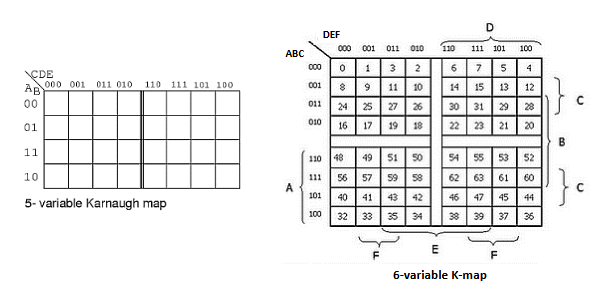 CDE
AB
000 001 011 010 110 111 101 100
00
01
11
10
5- variable Karnaugh map
D
DEF
ABC
000 001 011 010 110 111 101 100
000 0 1 3 2 6 7 5 4
001 8 9 11 10 14 15 13 12
C
011 24 25 27 26 30 31 29 28
010 16 17 19 18 22 23 21 20
B
110 48 49 51 50 54 55 53 52
A
111 56 57 59 58 62 63 61 60
C
101 40 41 43 42 46 47 45 44
100 32 33 35 34 38 39 37 36
F E F
6-variable K-map